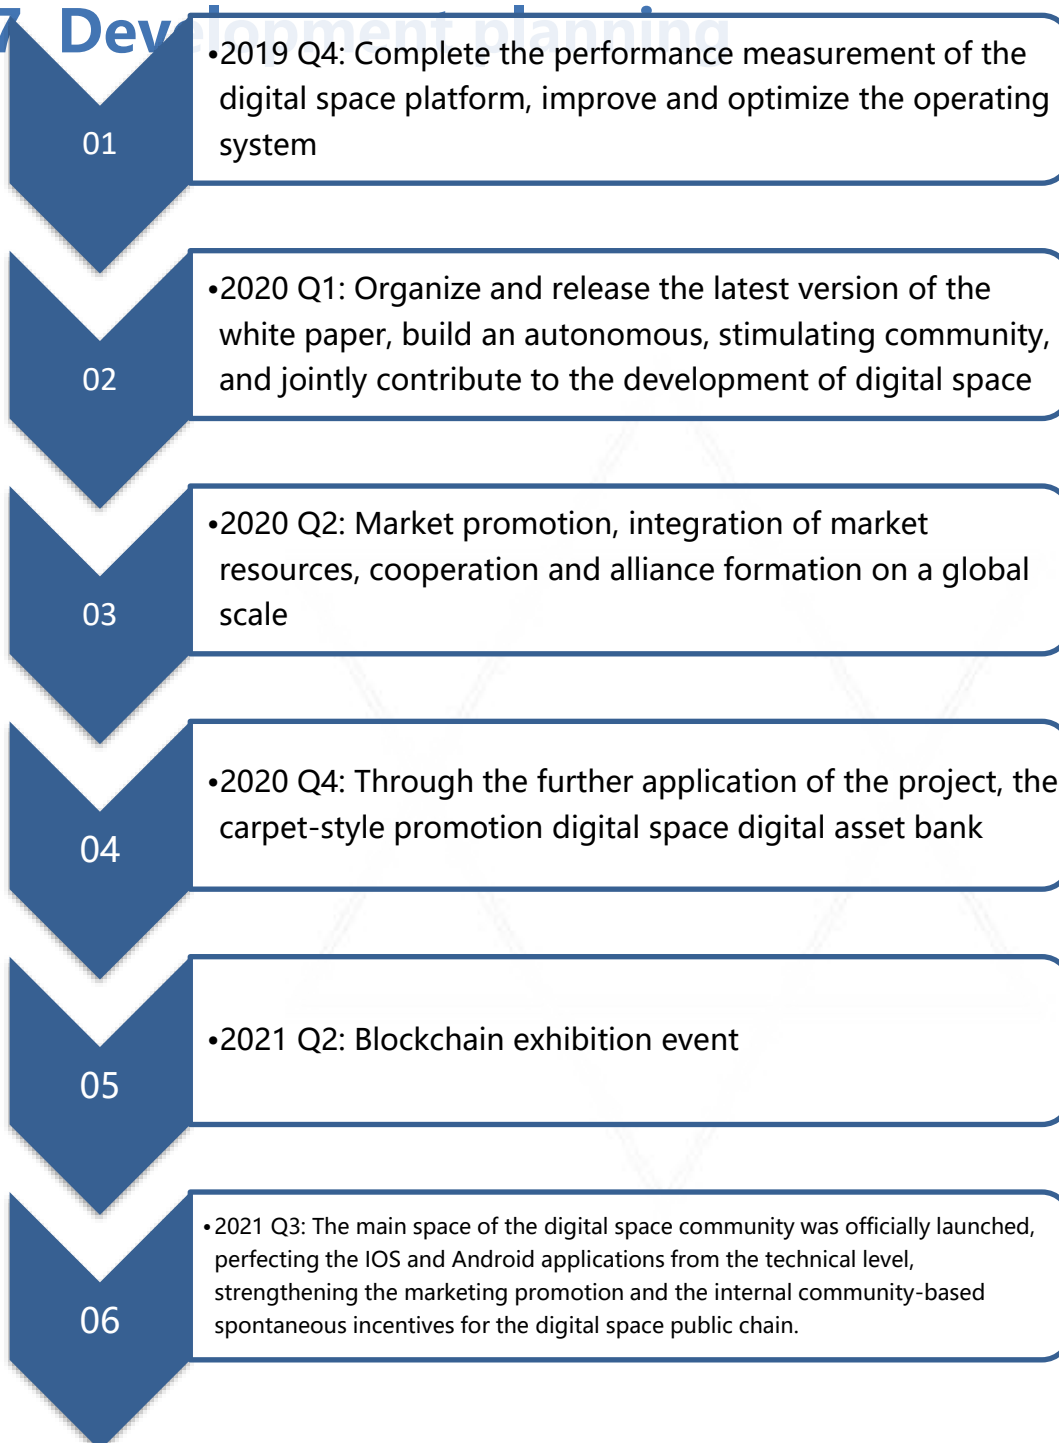 7 Development planning
01
•2019 Q4: Complete the performance measurement of the
digital space platform, improve and optimize the operating
system
02
•2020 Q1: Organize and release the latest version of the
white paper, build an autonomous, stimulating community,
and jointly contribute to the development of digital space
03
•2020 Q2: Market promotion, integration of market
resources, cooperation and alliance formation on a global
scale
04
•2020 Q4: Through the further application of the project, the
carpet-style promotion digital space digital asset bank
05
•2021 Q2: Blockchain exhibition event
06
•2021 Q3: The main space of the digital space community was officially launched,
perfecting the IOS and Android applications from the technical level,
strengthening the marketing promotion and the internal community-based
spontaneous incentives for the digital space public chain.